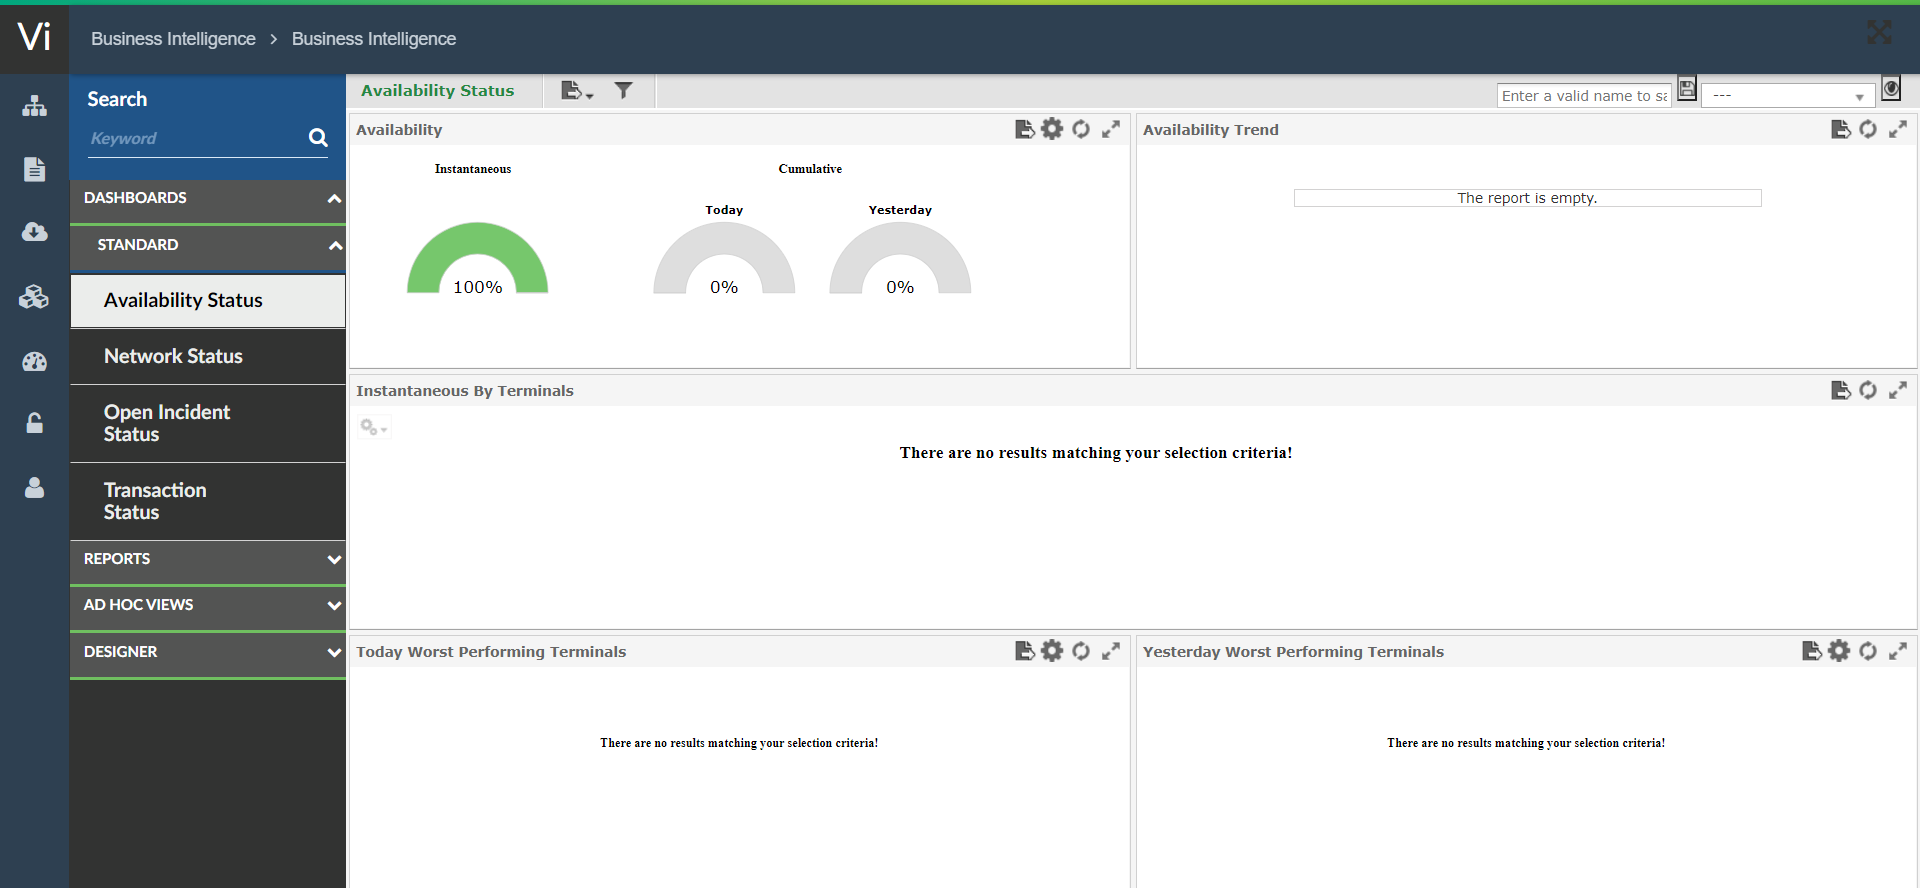 Vi
Business Intelligence > Business Intelligence
Search
Keyword
DASHBOARDS
STANDARD
Availability Status
Network Status
Open Incident
Status
Transaction
Status
REPORTS
AD HOC VIEWS
DESIGNER
Availability Status
Enter a valid name to sa
---
Availability
Instantaneous
Cumulative
Today
Yesterday
100%
0%
0%
Availability Trend
The report is empty.
Instantaneous By Terminals
There are no results matching your selection criteria!
Today Worst Performing Terminals
There are no results matching your selection criteria!
Yesterday Worst Performing Terminals
There are no results matching your selection criteria!